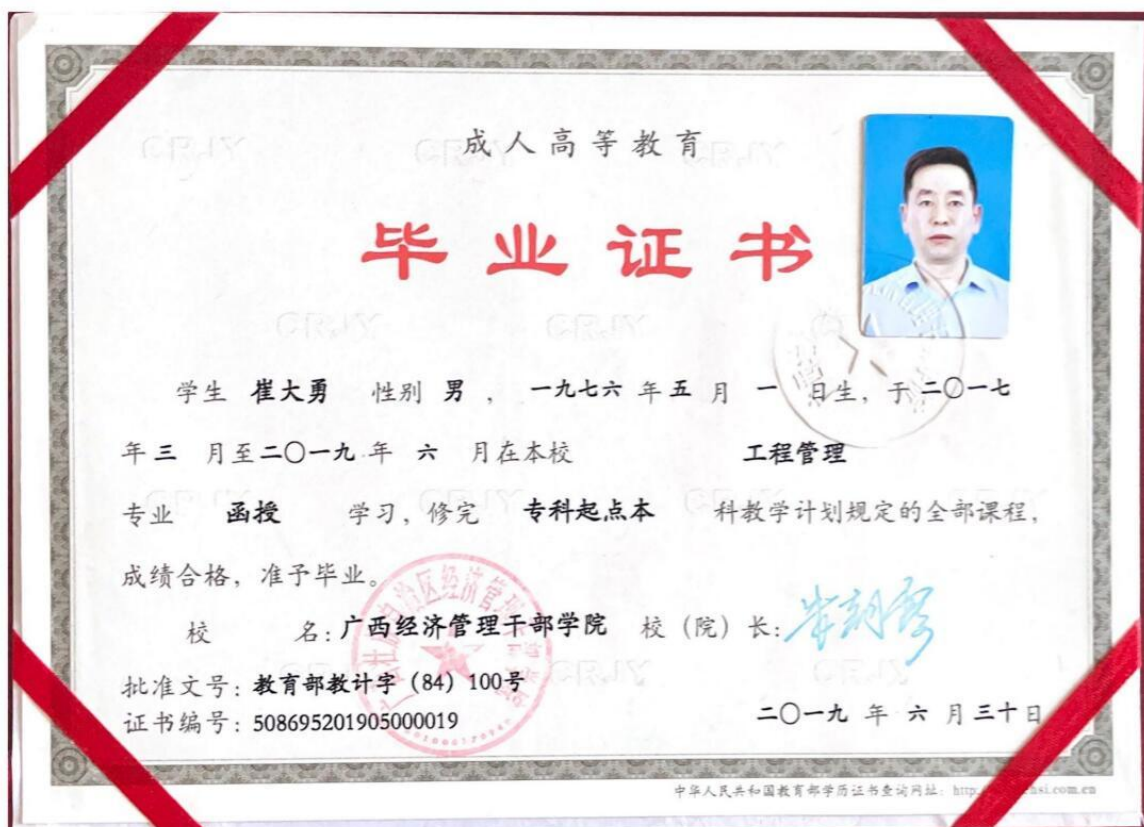 成人高等教育
毕业证书
学生 崔大勇 性别 男 ， 一九七六 年 五 月 一 日生，于 二〇一七
年 三 月至 二〇一九 年 六 月在本校 工程管理
专业 函授 学习，修完 专科起点本 科教学计划规定的全部课程，
成绩合格，准予毕业。
校 名：广西经济管理干部学院 校（院）长：
批准文号：教育部教计字（84）100号
证书编号：508695201905000019
二〇一九 年 六 月 三十 日
中华人民共和国教育部学历证书查询网址：
CRJY